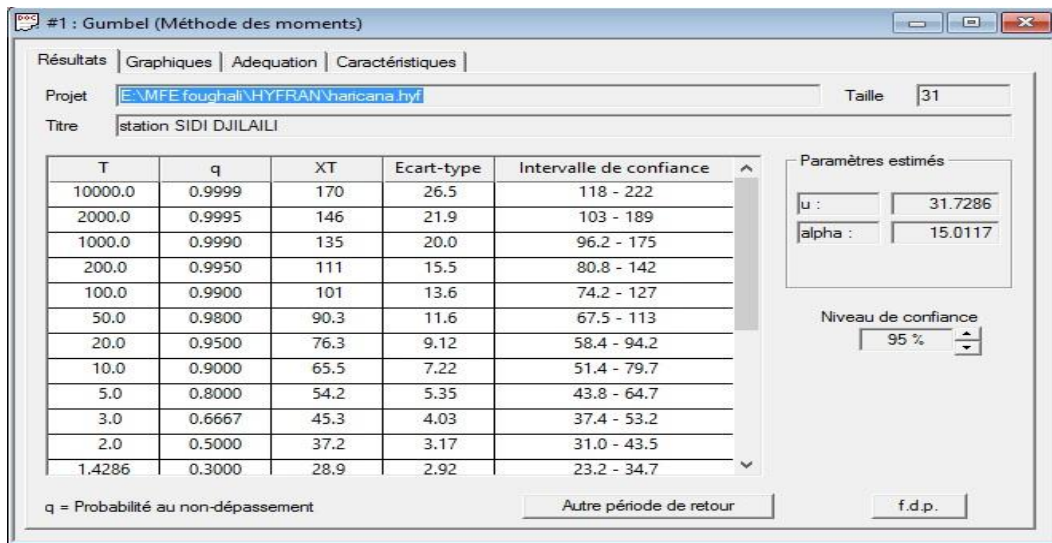 #1 : Gumbel (Méthode des moments)
Résultats Graphiques Adequation Caractéristiques
Projet E:\MFE foughali\HYFRAN\haricana.hyf Taille 31
Titre station SIDI DJILAILI
T q XT Ecart-type Intervalle de confiance
10000.0 0.9999 170 26.5 118 - 222
2000.0 0.9995 146 21.9 103 - 189
1000.0 0.9990 135 20.0 96.2 - 175
200.0 0.9950 111 15.5 80.8 - 142
100.0 0.9900 101 13.6 74.2 - 127
50.0 0.9800 90.3 11.6 67.5 - 113
20.0 0.9500 76.3 9.12 58.4 - 94.2
10.0 0.9000 65.5 7.22 51.4 - 79.7
5.0 0.8000 54.2 5.35 43.8 - 64.7
3.0 0.6667 45.3 4.03 37.4 - 53.2
2.0 0.5000 37.2 3.17 31.0 - 43.5
1.4286 0.3000 28.9 2.92 23.2 - 34.7
Paramètres estimés
u : 31.7286
alpha : 15.0117
Niveau de confiance
95 %
q = Probabilité au non-dépassement
Autre période de retour
f.d.p.